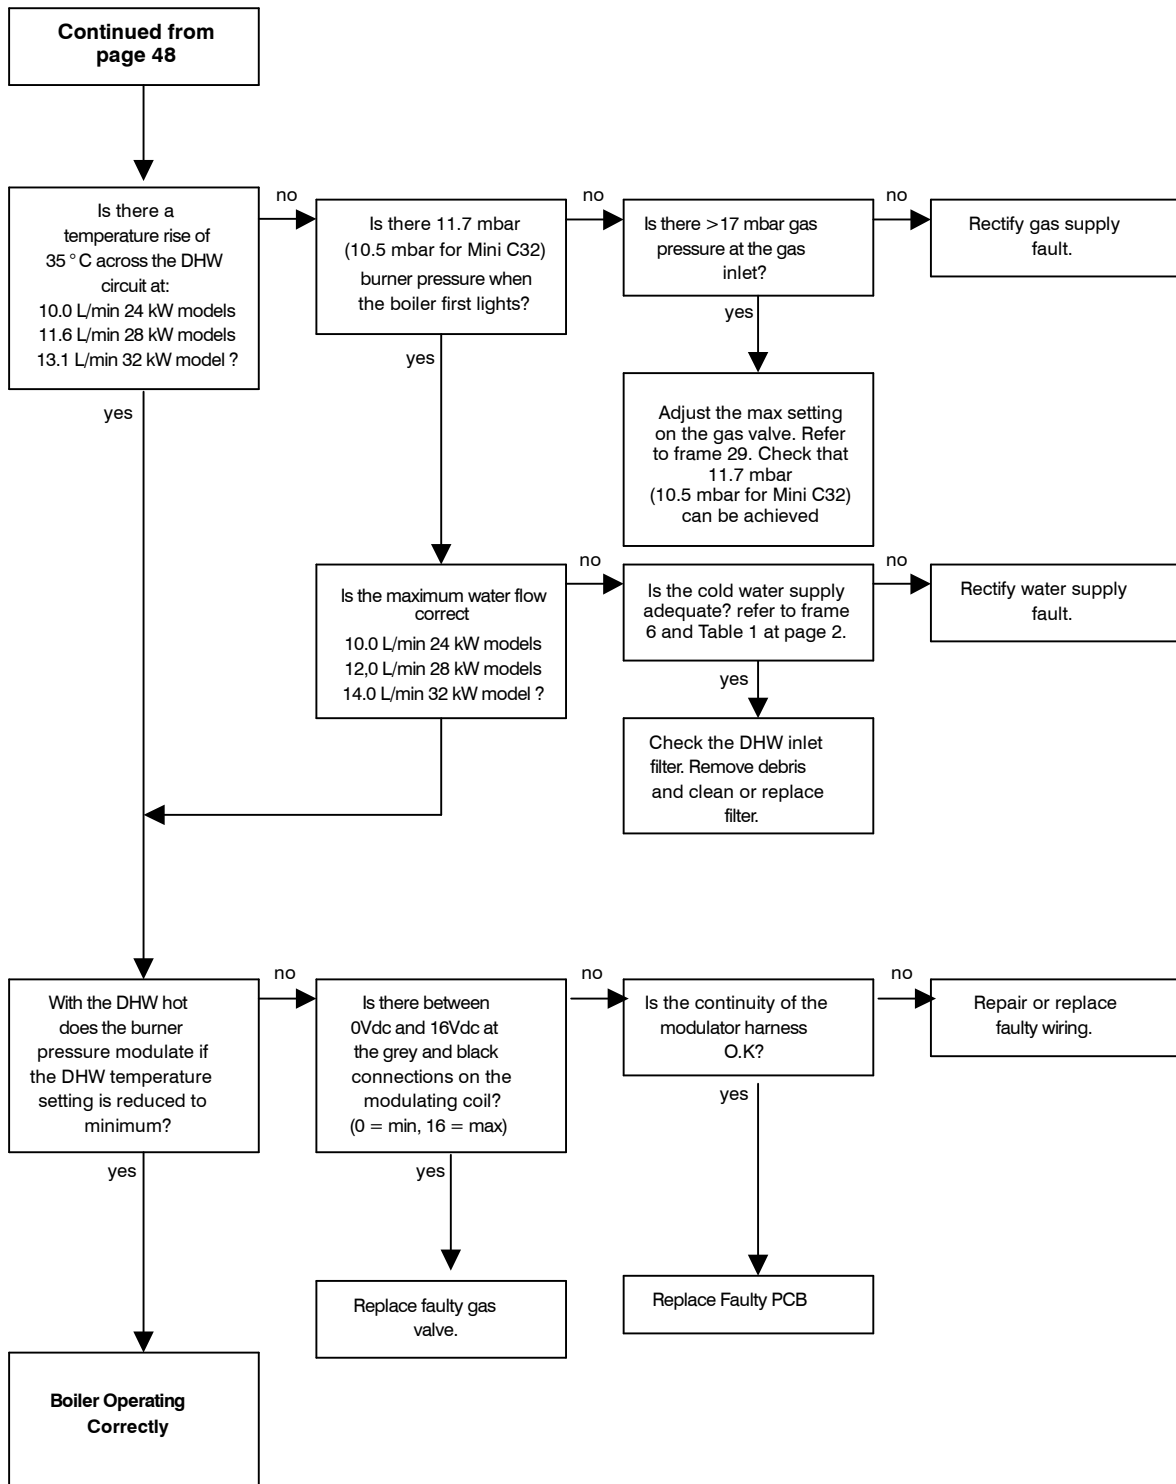 Continued from
page 48
Is there a
temperature rise of
35 °C across the DHW
circuit at:
10.0 L/min 24 kW models
11.6 L/min 28 kW models
13.1 L/min 32 kW model ?
no
Is there 11.7 mbar
(10.5 mbar for Mini C32)
burner pressure when
the boiler first lights?
no
Is there >17 mbar gas
pressure at the gas
inlet?
no
Rectify gas supply
fault.
yes
Adjust the max setting
on the gas valve. Refer
to frame 29. Check that
11.7 mbar
(10.5 mbar for Mini C32)
can be achieved
yes
yes
Is the maximum water flow
correct
10.0 L/min 24 kW models
12,0 L/min 28 kW models
14.0 L/min 32 kW model ?
no
Is the cold water supply
adequate? refer to frame
6 and Table 1 at page 2.
no
Rectify water supply
fault.
yes
Check the DHW inlet
filter. Remove debris
and clean or replace
filter.
With the DHW hot
does the burner
pressure modulate if
the DHW temperature
setting is reduced to
minimum?
no
Is there between
0Vdc and 16Vdc at
the grey and black
connections on the
modulating coil?
(0 = min, 16 = max)
no
Is the continuity of the
modulator harness
O.K?
no
Repair or replace
faulty wiring.
yes
yes
yes
Replace faulty gas
valve.
Replace Faulty PCB
Boiler Operating
Correctly